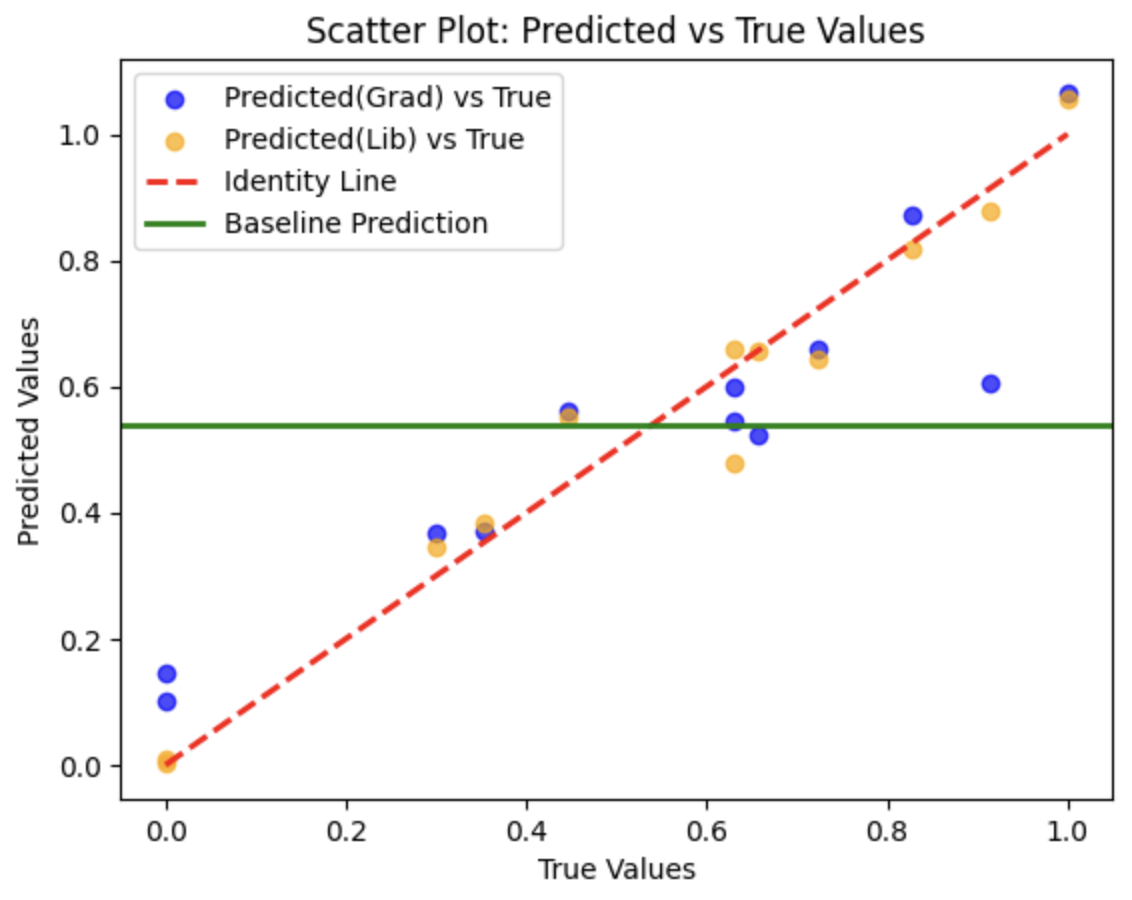 Scatter Plot: Predicted vs True Values
Predicted(Grad) vs True
Predicted(Lib) vs True
Identity Line
Baseline Prediction
Predicted Values
1.0
0.8
0.6
0.4
0.2
0.0
0.0 0.2 0.4 0.6 0.8 1.0
True Values